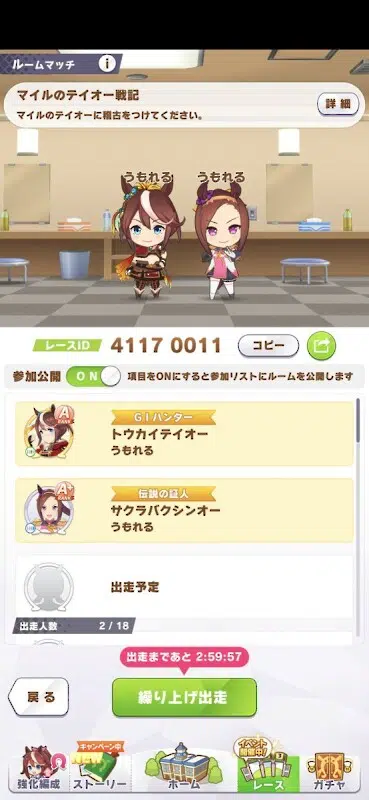 ルームマッチ
i
マイルのテイオー戦記
マイルのテイオーに稽古をつけてください。
詳細
うもれる
うもれる
レースID
4117 0011
コピー
参加公開
ON
項目をONにすると参加リストにルームを公開します
A+
RANK
GⅠハンター
トウカイテイオー
うもれる
A+
RANK
伝説の証人
サクラバクシンオー
うもれる
出走予定
出走人数
2 / 18
出走まであと 2:59:57
戻る
繰り上げ出走
キャンペーン中
イベント
開催中!
強化編成
ストーリー
ホーム
レース
ガチャ